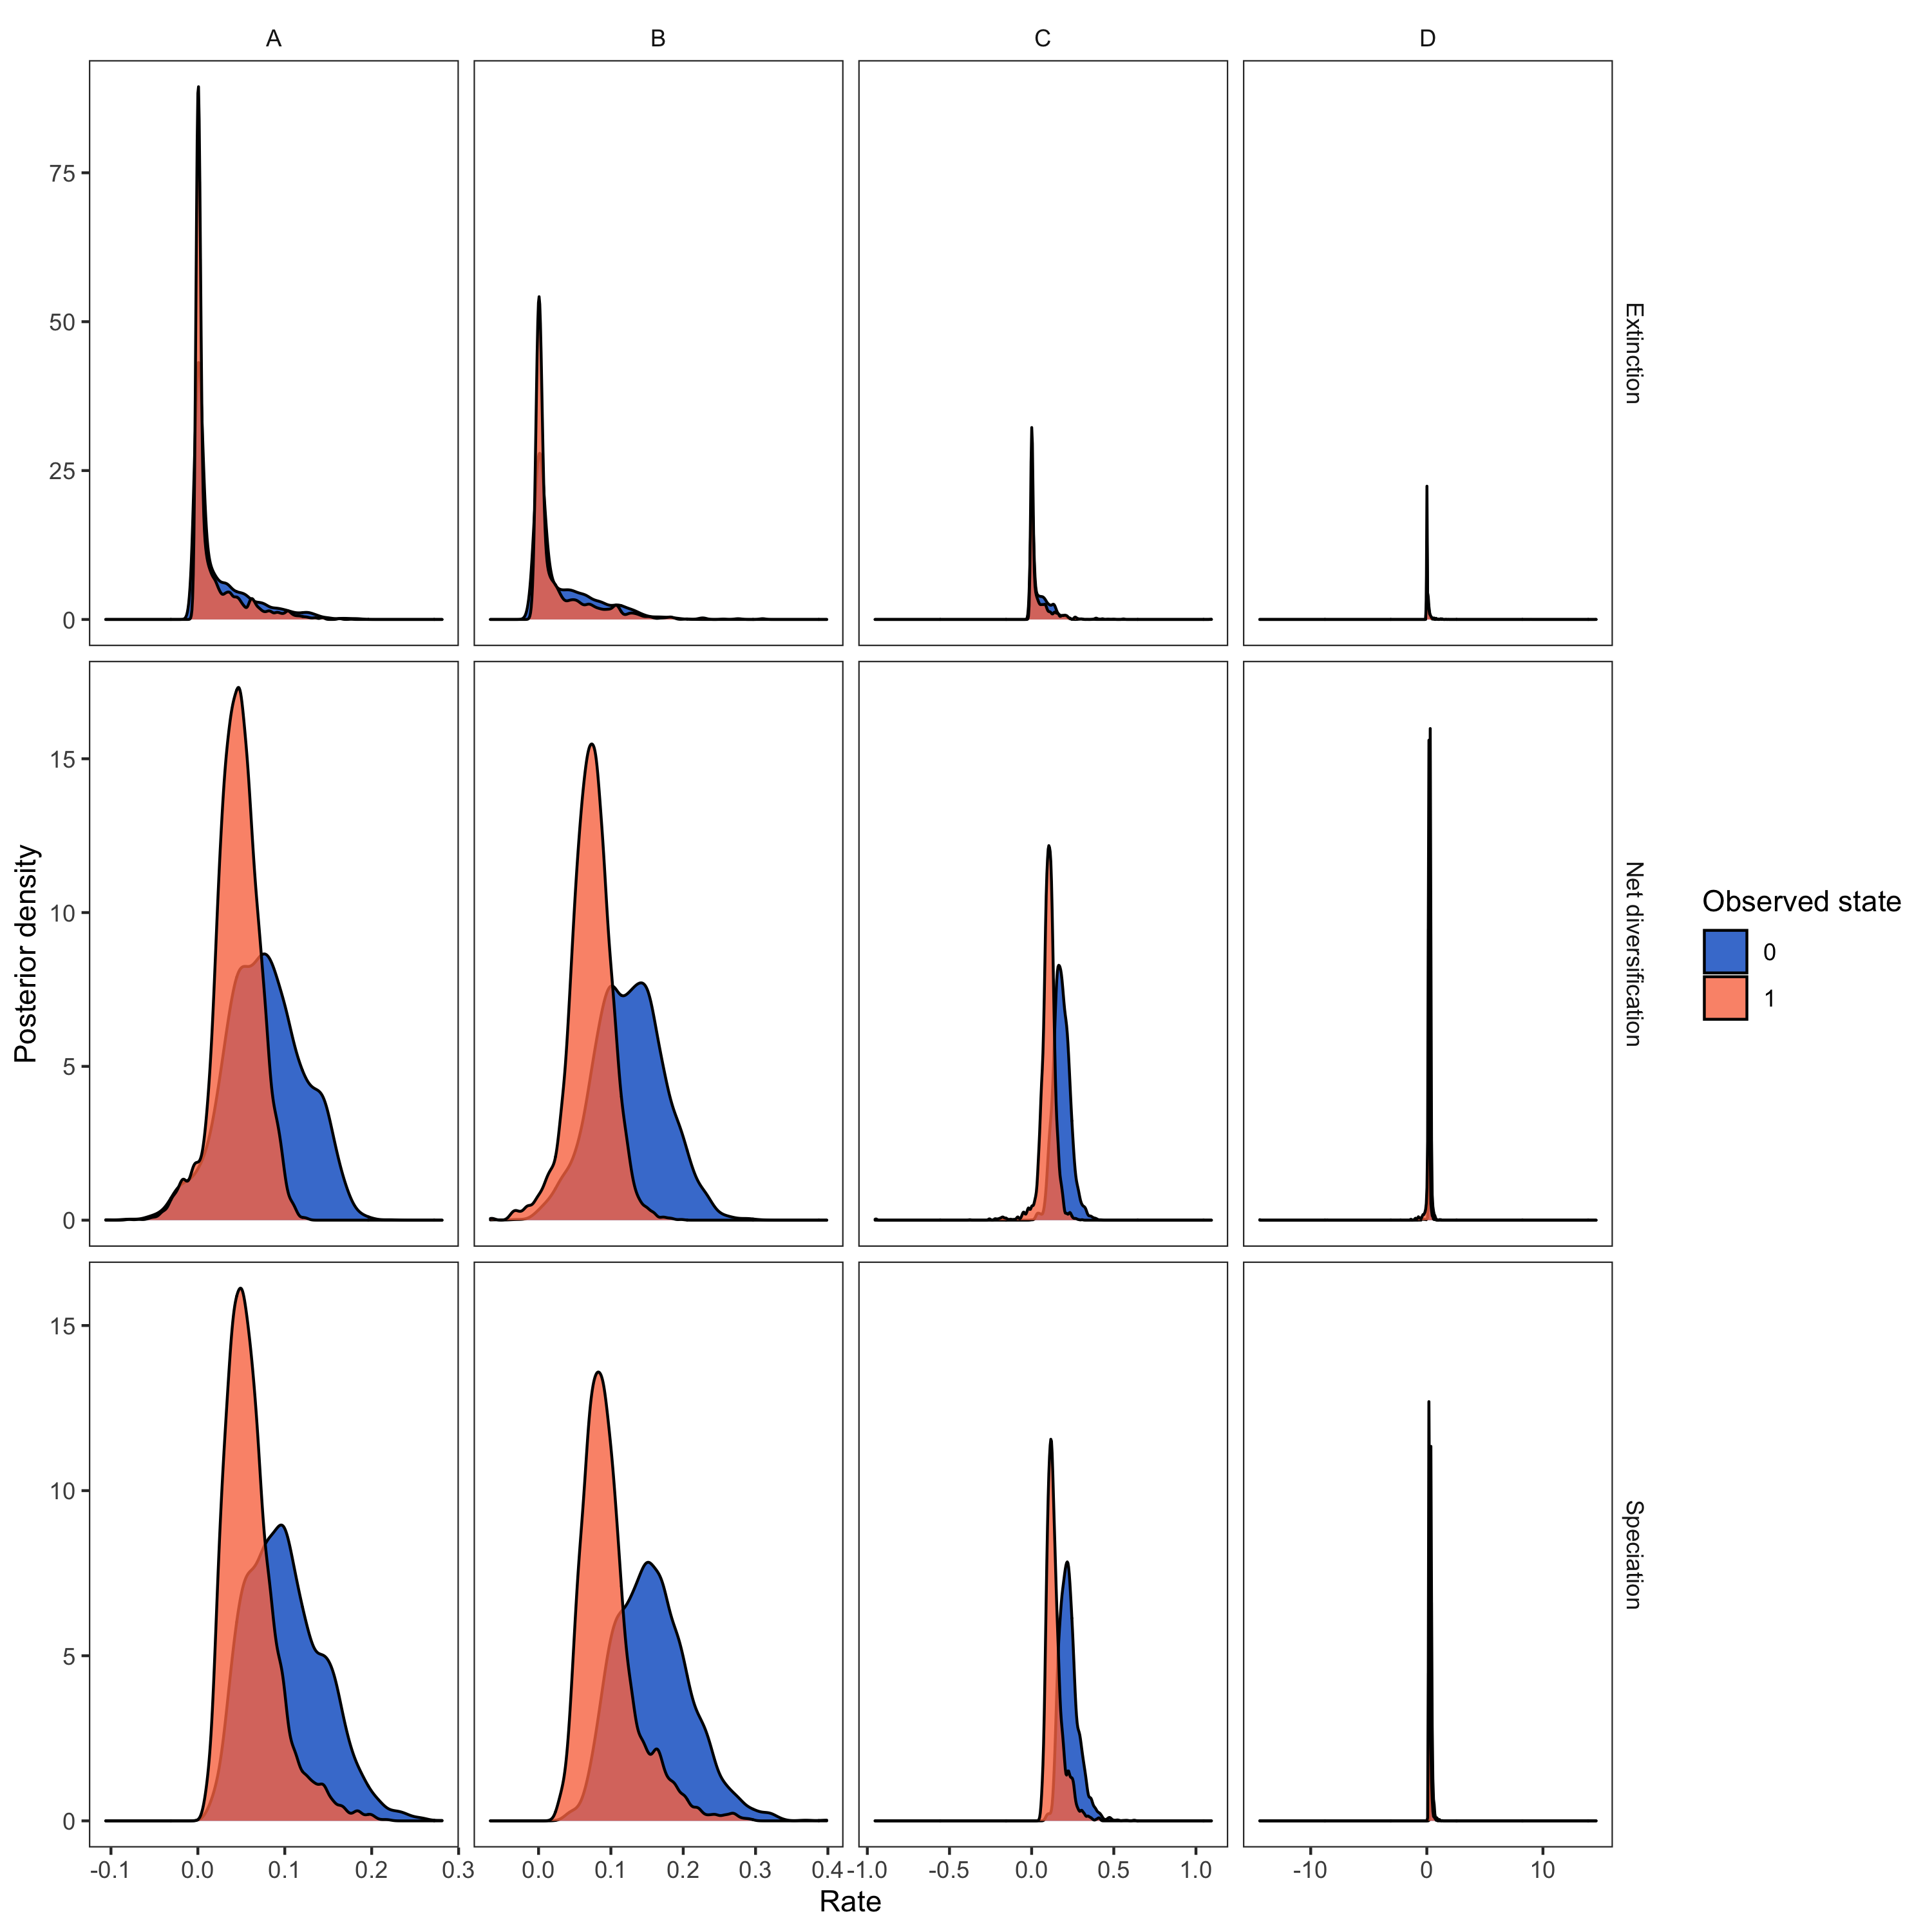 A B C D
75
50
25
0
Extinction
15
10
5
0
Net diversification
15
10
5
0
Speciation
-0.1 0.0 0.1 0.2 0.3 0.0 0.1 0.2 0.3 0.4 -1.0 -0.5 0.0 0.5 1.0 -10 0 10
Rate
Posterior density
Observed state
0
1